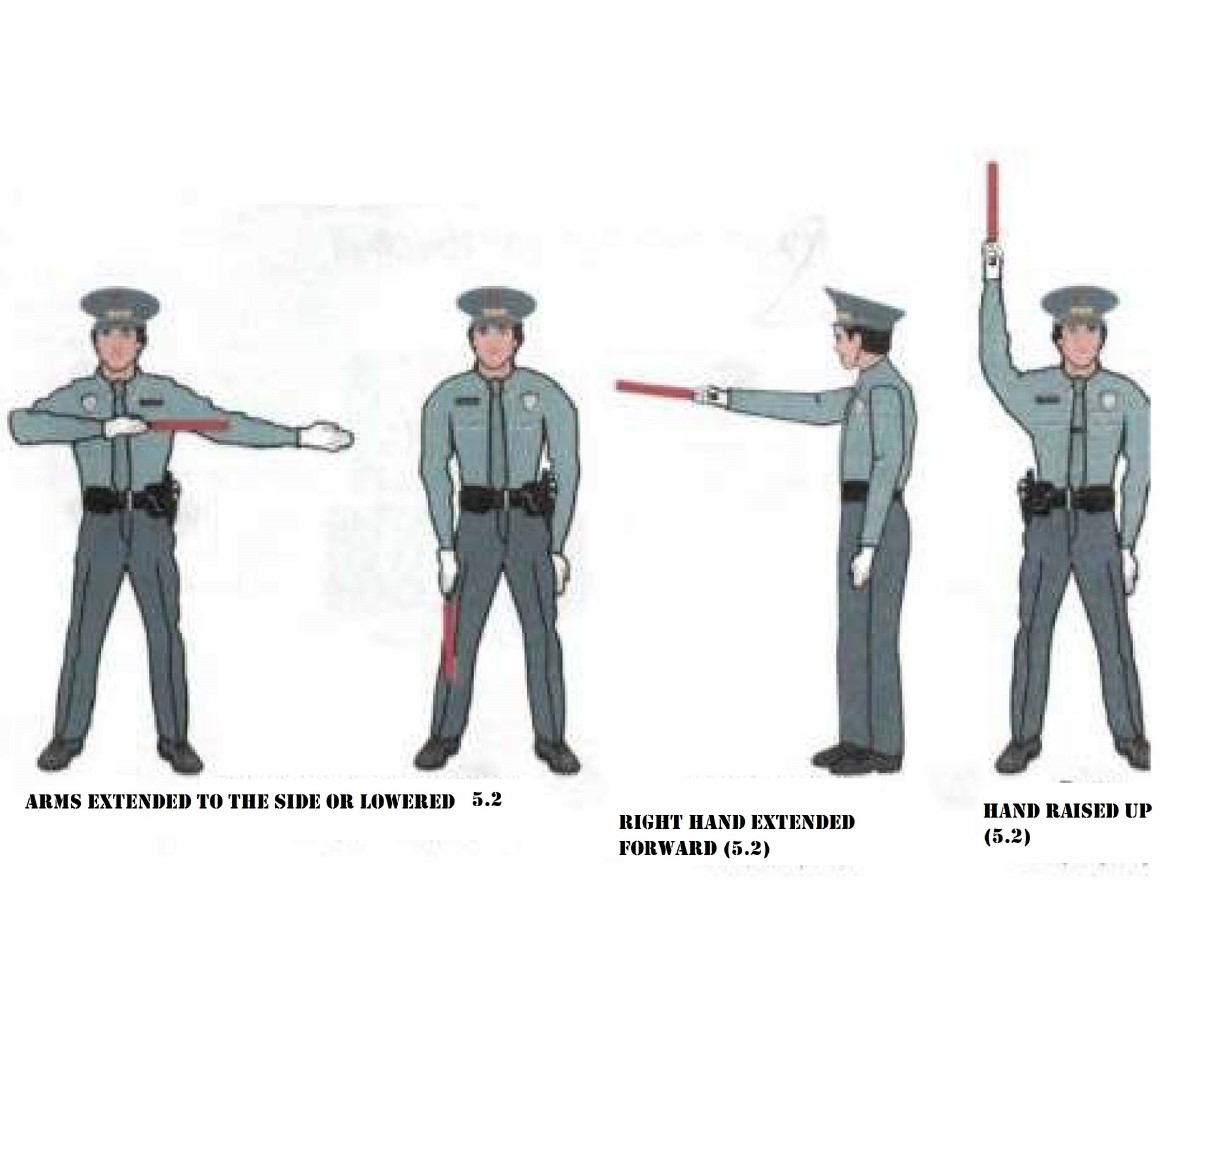 ARMS EXTENDED TO THE SIDE OR LOWERED 5.2
RIGHT HAND EXTENDED
FORWARD (5.2)
HAND RAISED UP
(5.2)